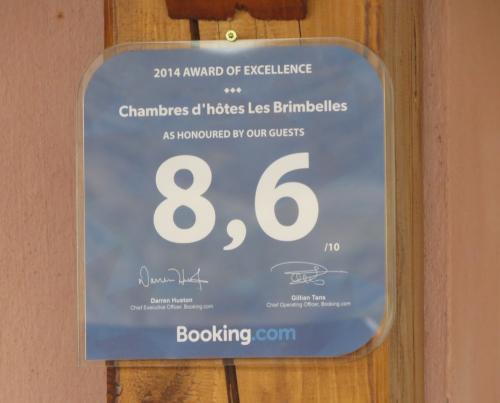 2014 AWARD OF EXCELLENCE
Chambres d'hôtes Les Brimbelles
AS HONOURED BY OUR GUESTS
8,6
/10
Darren Huston
Chief Executive Officer, Booking.com
Gillian Tans
Chief Operating Officer, Booking.com
Booking.com